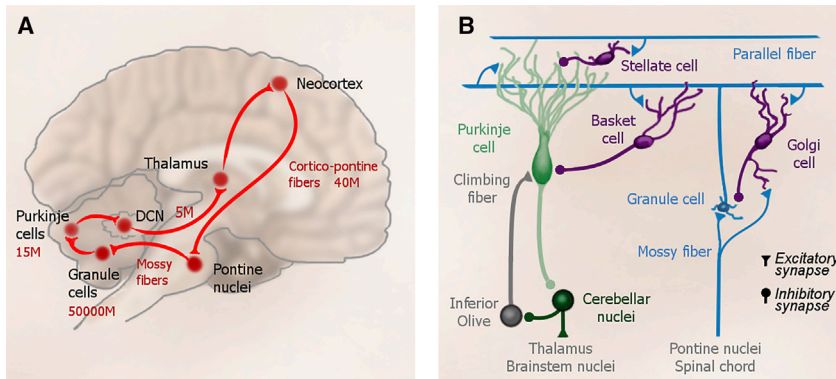 A
Neocortex
Thalamus
Cortico-pontine
fibers 40M
Purkinje
cells
15M
DCN
5M
Granule
cells
50000M
Mossy
fibers
Pontine
nuclei
B
Parallel fiber
Stellate cell
Purkinje
cell
Basket
cell
Golgi
cell
Climbing
fiber
Granule cell
Mossy fiber
Excitatory
synapse
Inhibitory
synapse
Inferior
Olive
Cerebellar
nuclei
Thalamus
Brainstem nuclei
Pontine nuclei
Spinal chord